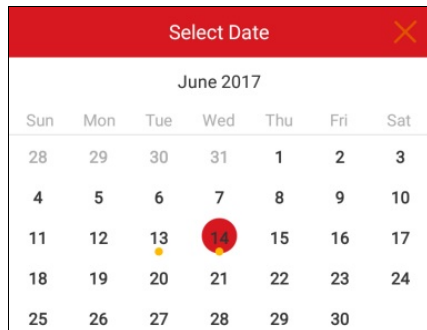 Select Date
June 2017
Sun Mon Tue Wed Thu Fri Sat
28 29 30 31 1 2 3
4 5 6 7 8 9 10
11 12 13 14 15 16 17
18 19 20 21 22 23 24
25 26 27 28 29 30